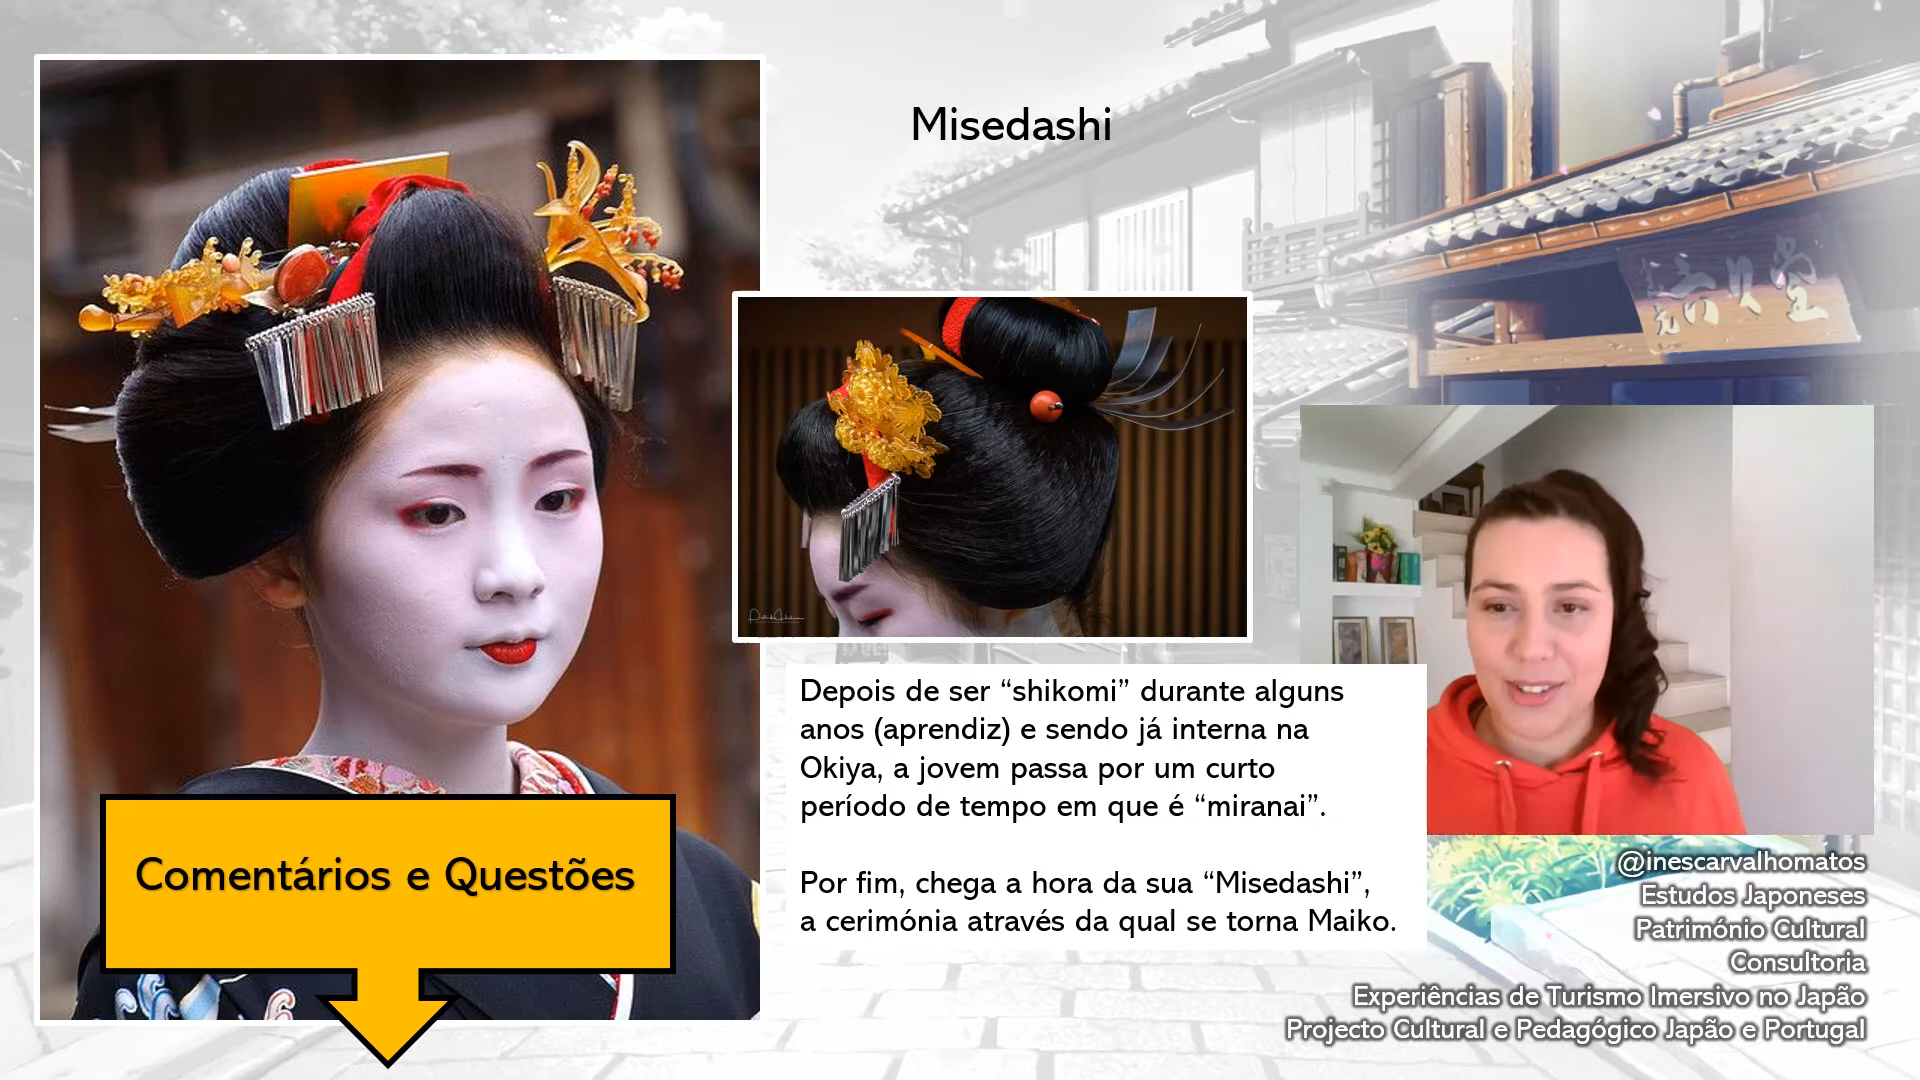 Misedashi
Depois de ser “shikomi” durante alguns
anos (aprendiz) e sendo já interna na
Okiya, a jovem passa por um curto
período de tempo em que é “miranai”.
Por fim, chega a hora da sua “Misedashi”,
a cerimónia através da qual se torna Maiko.
Comentários e Questões
@inescarvalhomatos
Estudos Japoneses
Património Cultural
Consultoria
Experiências de Turismo Imersivo no Japão
Projecto Cultural e Pedagógico Japão e Portugal